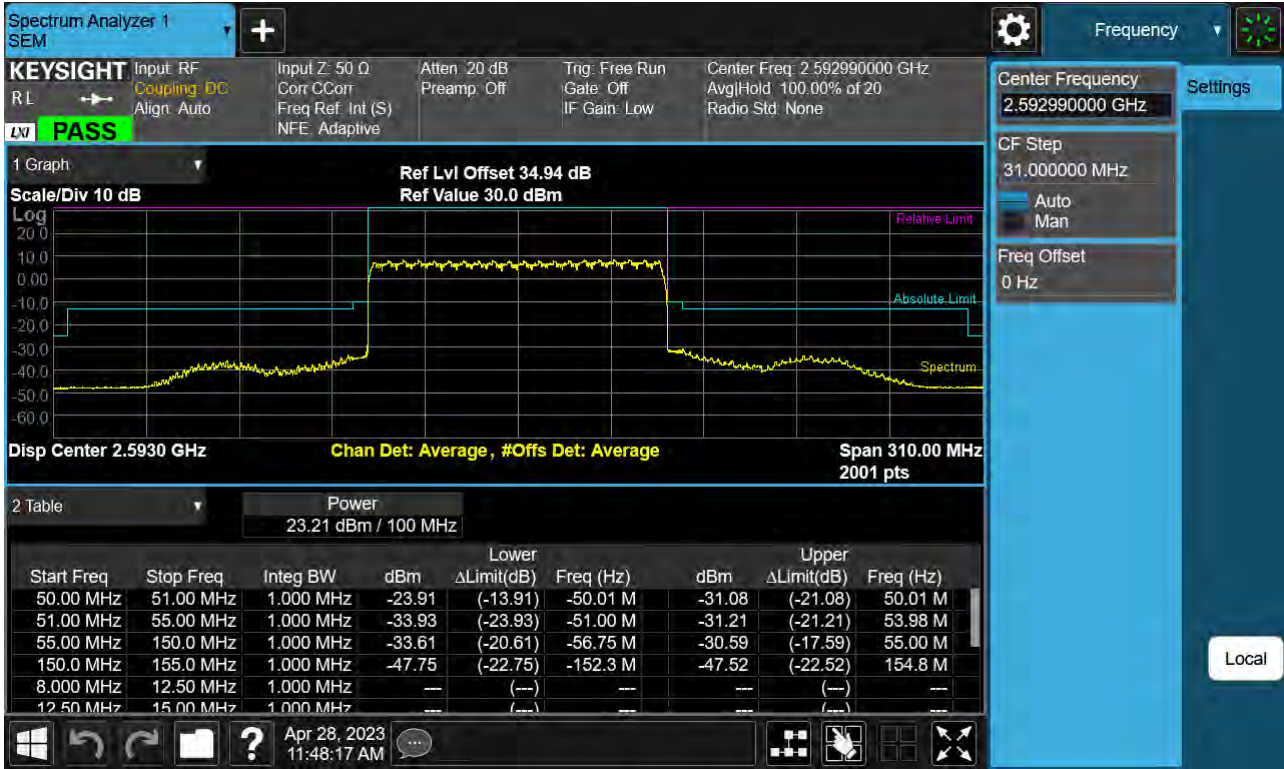 Spectrum Analyzer 1
SEM
+
Frequency
KEYSIGHT
Input: RF
Coupling: DC
Align: Auto
Input Z: 50 Ω
Corr CCorr
Freq Ref: Int (S)
NFE: Adaptive
Atten: 20 dB
Preamp: Off
Trig: Free Run
Gate: Off
IF Gain: Low
Center Freq: 2.592990000 GHz
Avg|Hold: 100.00% of 20
Radio Std: None
R L
LXI
PASS
Center Frequency
2.592990000 GHz
Settings
CF Step
31.000000 MHz
Auto
Man
Freq Offset
0 Hz
1 Graph
Scale/Div 10 dB
Ref Lvl Offset 34.94 dB
Ref Value 30.0 dBm
Log
20.0
10.0
0.00
-10.0
-20.0
-30.0
-40.0
-50.0
-60.0
Relative Limit
Absolute Limit
Spectrum
Disp Center 2.5930 GHz
Chan Det: Average , #Offs Det: Average
Span 310.00 MHz
2001 pts
2 Table
Power
23.21 dBm / 100 MHz
Lower Upper
Start Freq Stop Freq Integ BW dBm ΔLimit(dB) Freq (Hz) dBm ΔLimit(dB) Freq (Hz)
50.00 MHz 51.00 MHz 1.000 MHz -23.91 (-13.91) -50.01 M -31.08 (-21.08) 50.01 M
51.00 MHz 55.00 MHz 1.000 MHz -33.93 (-23.93) -51.00 M -31.21 (-21.21) 53.98 M
55.00 MHz 150.0 MHz 1.000 MHz -33.61 (-20.61) -56.75 M -30.59 (-17.59) 55.00 M
150.0 MHz 155.0 MHz 1.000 MHz -47.75 (-22.75) -152.3 M -47.52 (-22.52) 154.8 M
8.000 MHz 12.50 MHz 1.000 MHz --- (---) --- --- (---) ---
12.50 MHz 15.00 MHz 1.000 MHz --- (---) --- --- (---) ---
Local
?
Apr 28, 2023
11:48:17 AM